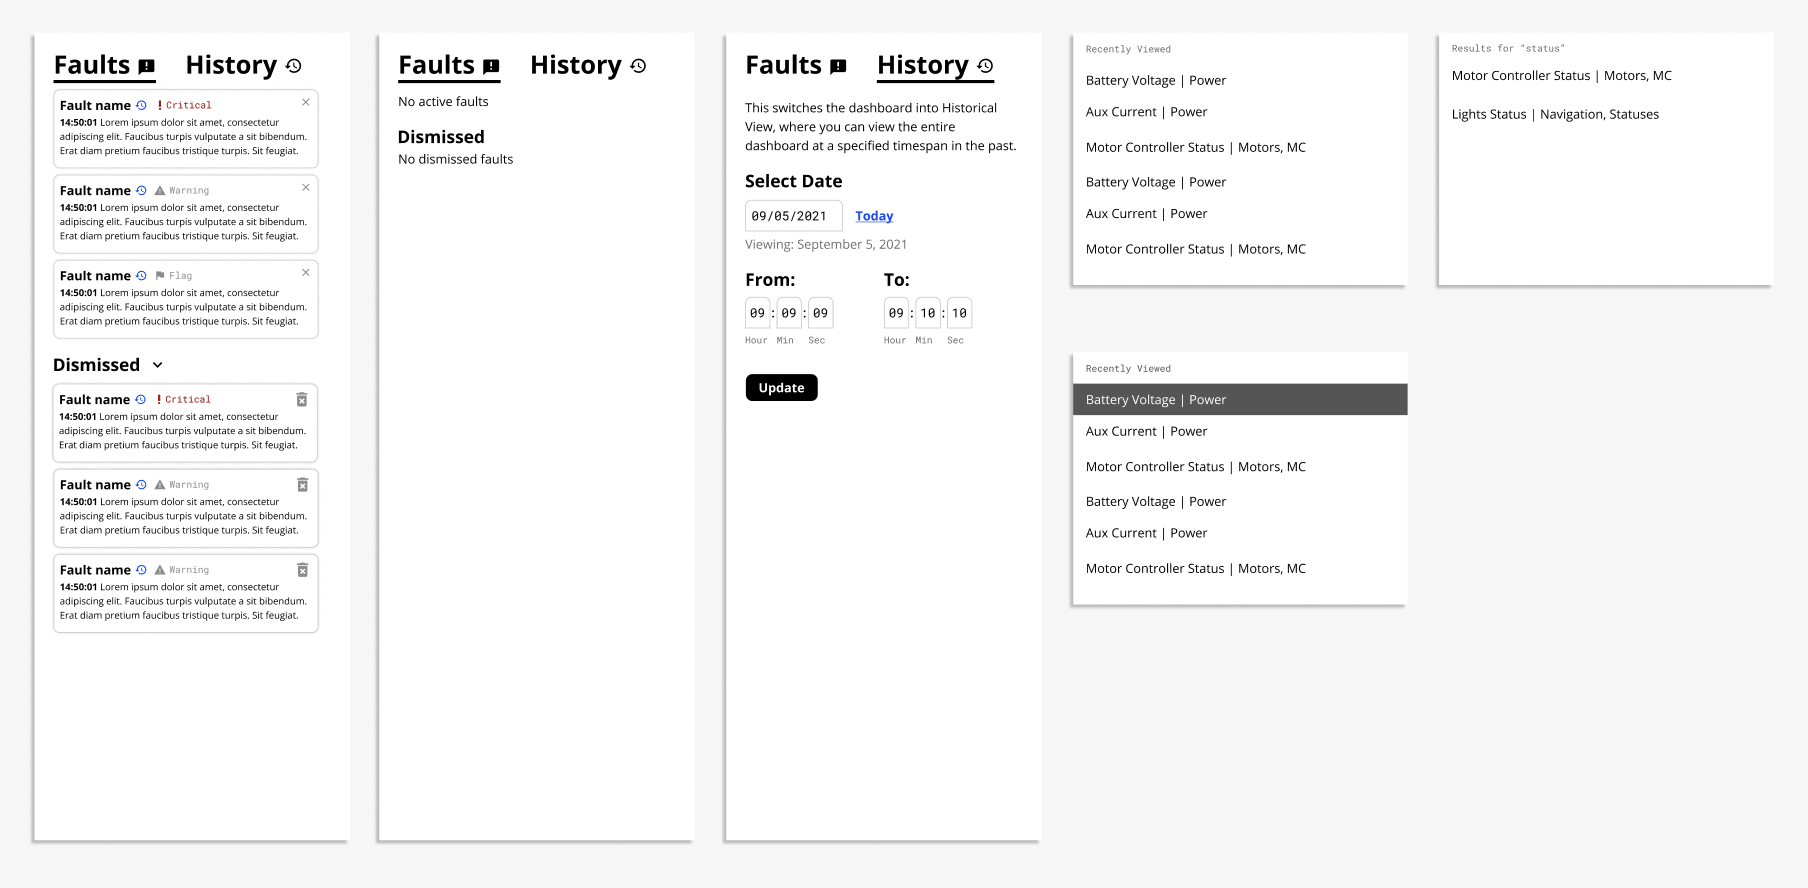 Faults
History
Fault name
Critical
14:50:01 Lorem ipsum dolor sit amet, consectetur
adipiscing elit. Faucibus turpis vulputate a sit bibendum.
Erat diam pretium faucibus tristique turpis. Sit feugiat.
Fault name
Warning
14:50:01 Lorem ipsum dolor sit amet, consectetur
adipiscing elit. Faucibus turpis vulputate a sit bibendum.
Erat diam pretium faucibus tristique turpis. Sit feugiat.
Fault name
Flag
14:50:01 Lorem ipsum dolor sit amet, consectetur
adipiscing elit. Faucibus turpis vulputate a sit bibendum.
Erat diam pretium faucibus tristique turpis. Sit feugiat.
Dismissed
Fault name
Critical
14:50:01 Lorem ipsum dolor sit amet, consectetur
adipiscing elit. Faucibus turpis vulputate a sit bibendum.
Erat diam pretium faucibus tristique turpis. Sit feugiat.
Fault name
Warning
14:50:01 Lorem ipsum dolor sit amet, consectetur
adipiscing elit. Faucibus turpis vulputate a sit bibendum.
Erat diam pretium faucibus tristique turpis. Sit feugiat.
Fault name
Warning
14:50:01 Lorem ipsum dolor sit amet, consectetur
adipiscing elit. Faucibus turpis vulputate a sit bibendum.
Erat diam pretium faucibus tristique turpis. Sit feugiat.
Faults
History
No active faults
Dismissed
No dismissed faults
Faults
History
This switches the dashboard into Historical
View, where you can view the entire
dashboard at a specified timespan in the past.
Select Date
09/05/2021
Today
Viewing: September 5, 2021
From:
To:
09 : 09 : 09
09 : 10 : 10
Hour Min Sec
Hour Min Sec
Update
Recently Viewed
Battery Voltage | Power
Aux Current | Power
Motor Controller Status | Motors, MC
Battery Voltage | Power
Aux Current | Power
Motor Controller Status | Motors, MC
Recently Viewed
Battery Voltage | Power
Aux Current | Power
Motor Controller Status | Motors, MC
Battery Voltage | Power
Aux Current | Power
Motor Controller Status | Motors, MC
Results for "status"
Motor Controller Status | Motors, MC
Lights Status | Navigation, Statuses